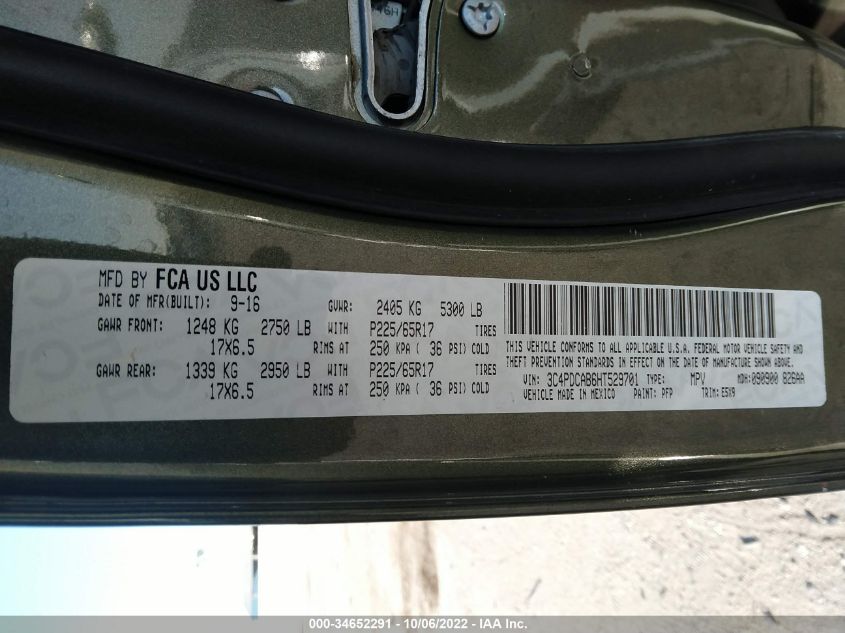 MFD BY FCA US LLC
DATE OF MFR(BUILT): 9-16 GVWR: 2405 KG 5300 LB
GAWR FRONT: 1248 KG 2750 LB WITH P225/65R17 TIRES
17X6.5 RIMS AT 250 KPA ( 36 PSI) COLD
GAWR REAR: 1339 KG 2950 LB WITH P225/65R17 TIRES
17X6.5 RIMS AT 250 KPA ( 36 PSI) COLD
THIS VEHICLE CONFORMS TO ALL APPLICABLE U.S.A. FEDERAL MOTOR VEHICLE SAFETY AND
THEFT PREVENTION STANDARDS IN EFFECT ON THE DATE OF MANUFACTURE SHOWN ABOVE.
VIN: 3C4PDCAB6HT529701 TYPE: MPV MDH: 090900 826AA
VEHICLE MADE IN MEXICO PAINT: PFP TRIM: E5X9
000-34652291 - 10/06/2022 - IAA Inc.